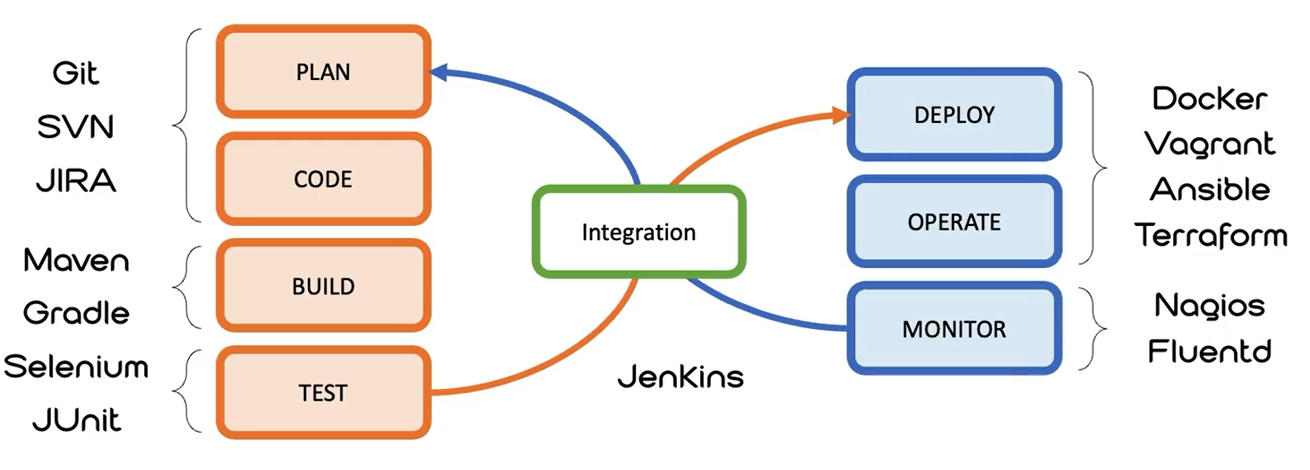 Git
SVN
JIRA
Maven
Gradle
Selenium
JUnit
PLAN
CODE
BUILD
TEST
Integration
Jenkins
DEPLOY
OPERATE
MONITOR
Docker
Vagrant
Ansible
Terraform
Nagios
Fluentd